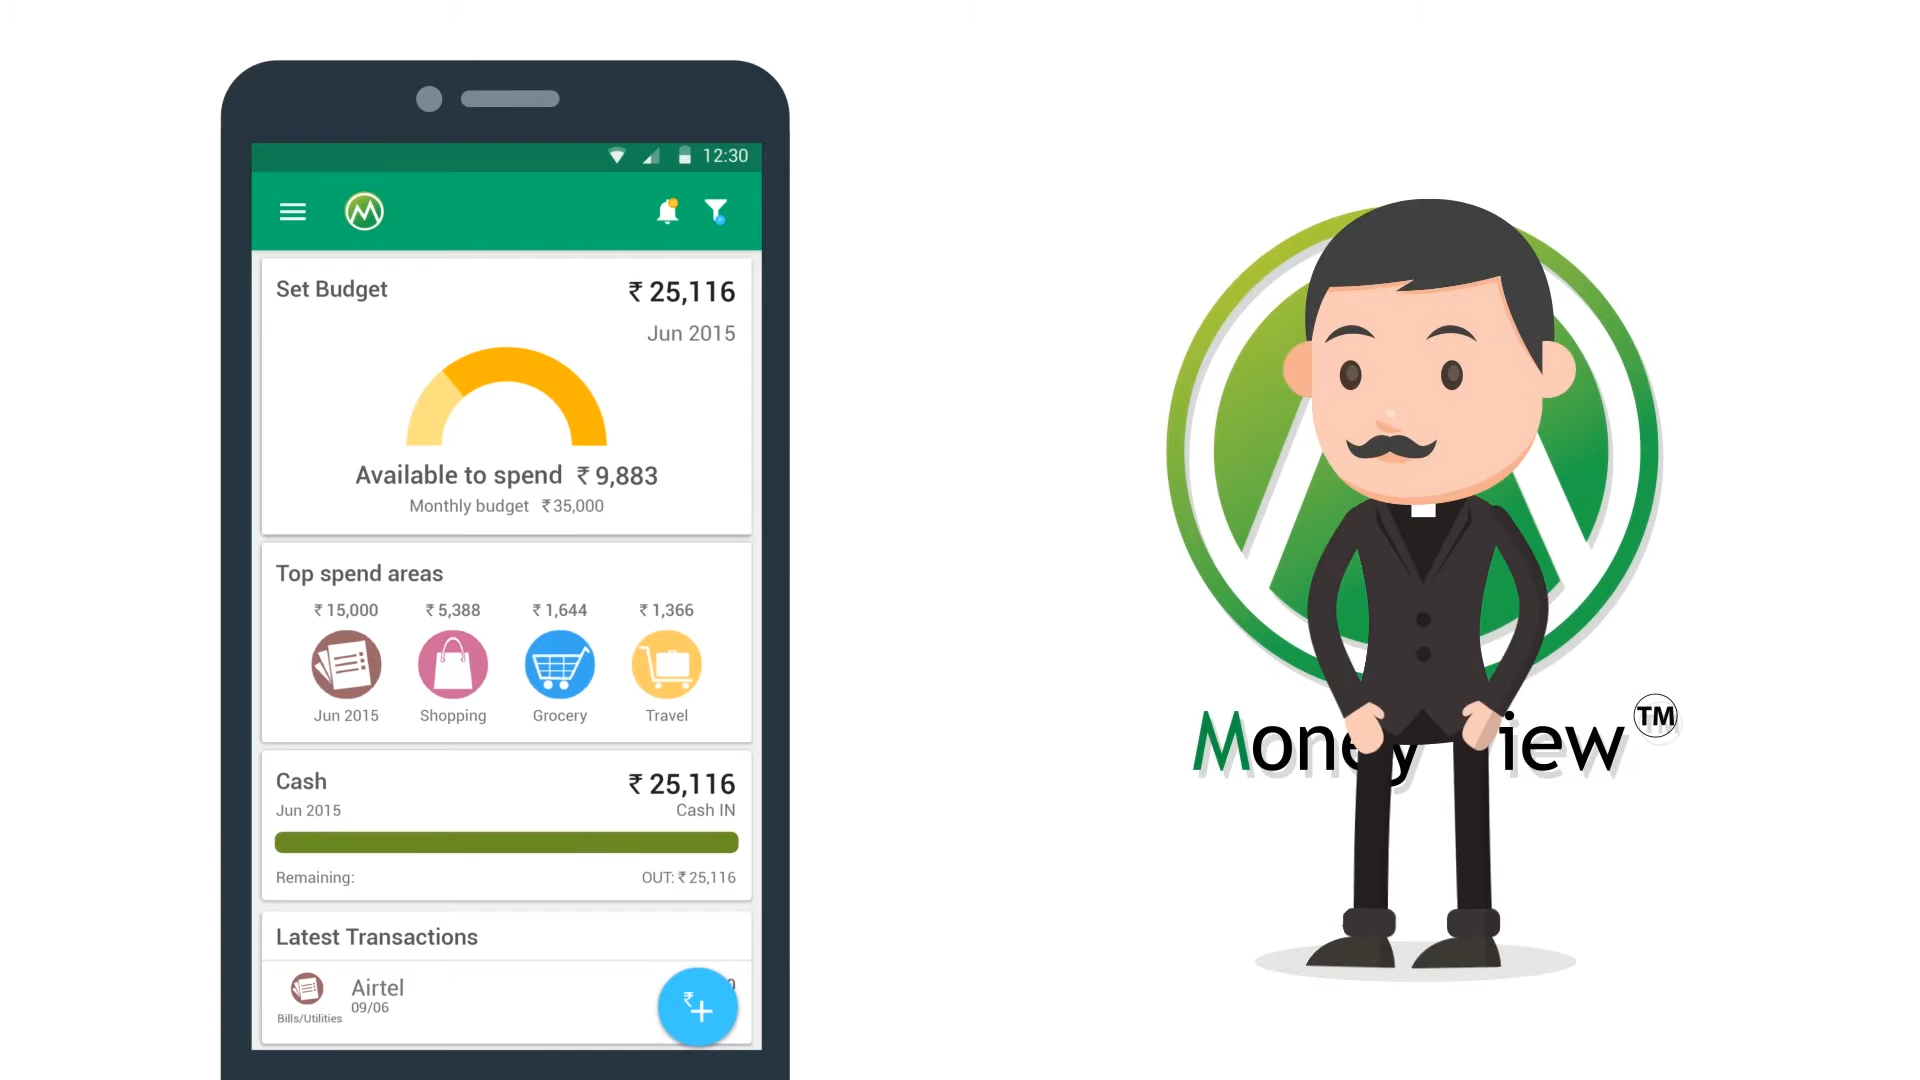 12:30
Set Budget ₹ 25,116
Jun 2015
Available to spend ₹ 9,883
Monthly budget ₹ 35,000
Top spend areas
₹ 15,000 ₹ 5,388 ₹ 1,644 ₹ 1,366
Jun 2015 Shopping Grocery Travel
Cash ₹ 25,116
Jun 2015 Cash IN
Remaining: OUT: ₹ 25,116
Latest Transactions
Airtel
09/06
Bills/Utilities
Money iew TM